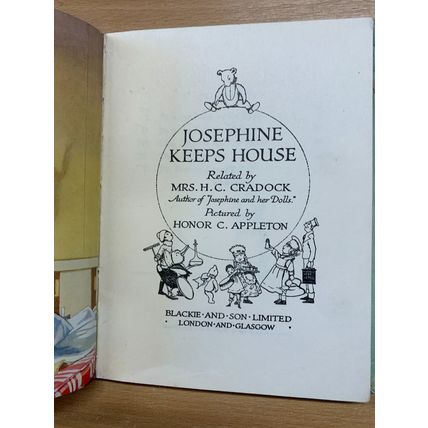 JOSEPHINE
KEEPS HOUSE
Related by
MRS. H. C. CRADOCK
Author of "Josephine and her Dolls."
Pictured by
HONOR C. APPLETON
BLACKIE·AND·SON·LIMITED
· LONDON·AND·GLASGOW ·